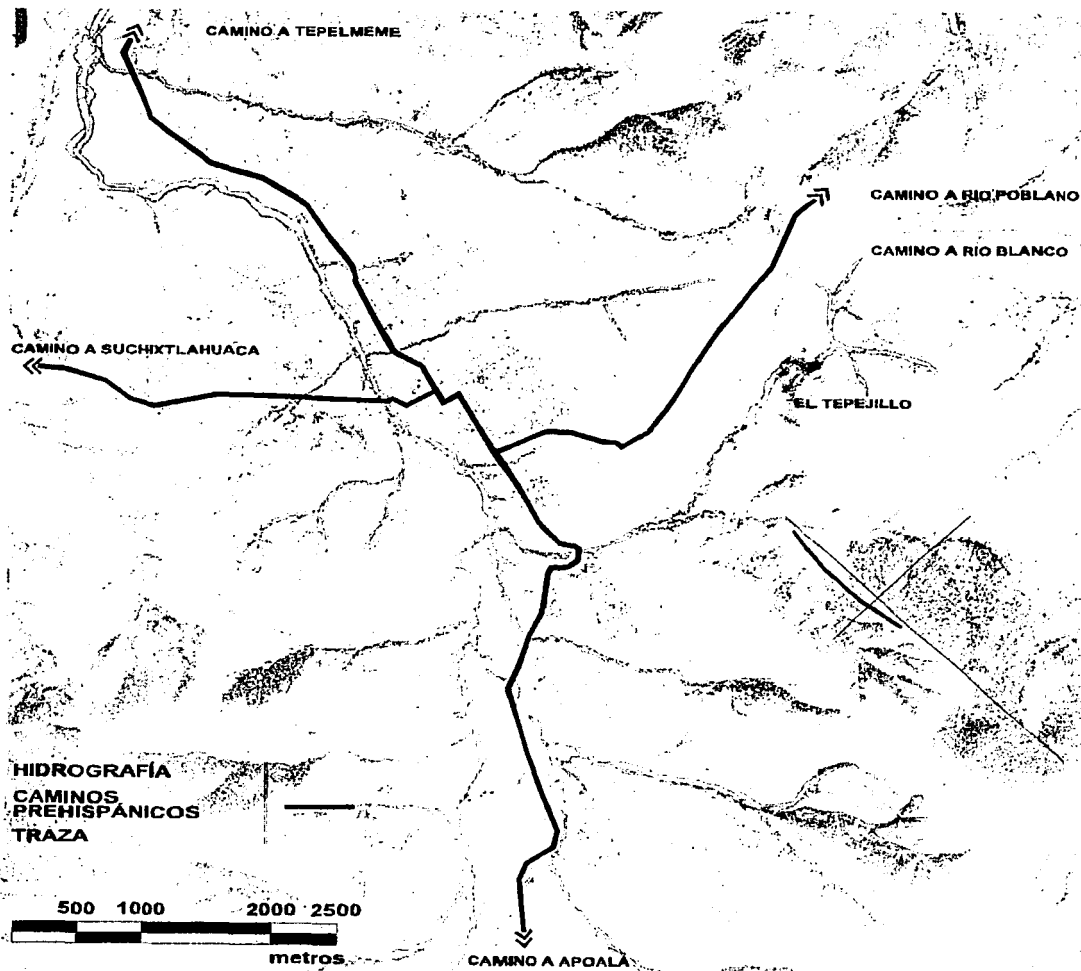 CAMINO A TEPELMEME
CAMINO A RIO POBLANO
CAMINO A RIO BLANCO
CAMINO A SUCHIXTLAHUACA
EL TEPEJILLO
HIDROGRAFÍA
CAMINOS
PREHISPÁNICOS
TRAZA
500 1000 2000 2500
metros
CAMINO A APOALA